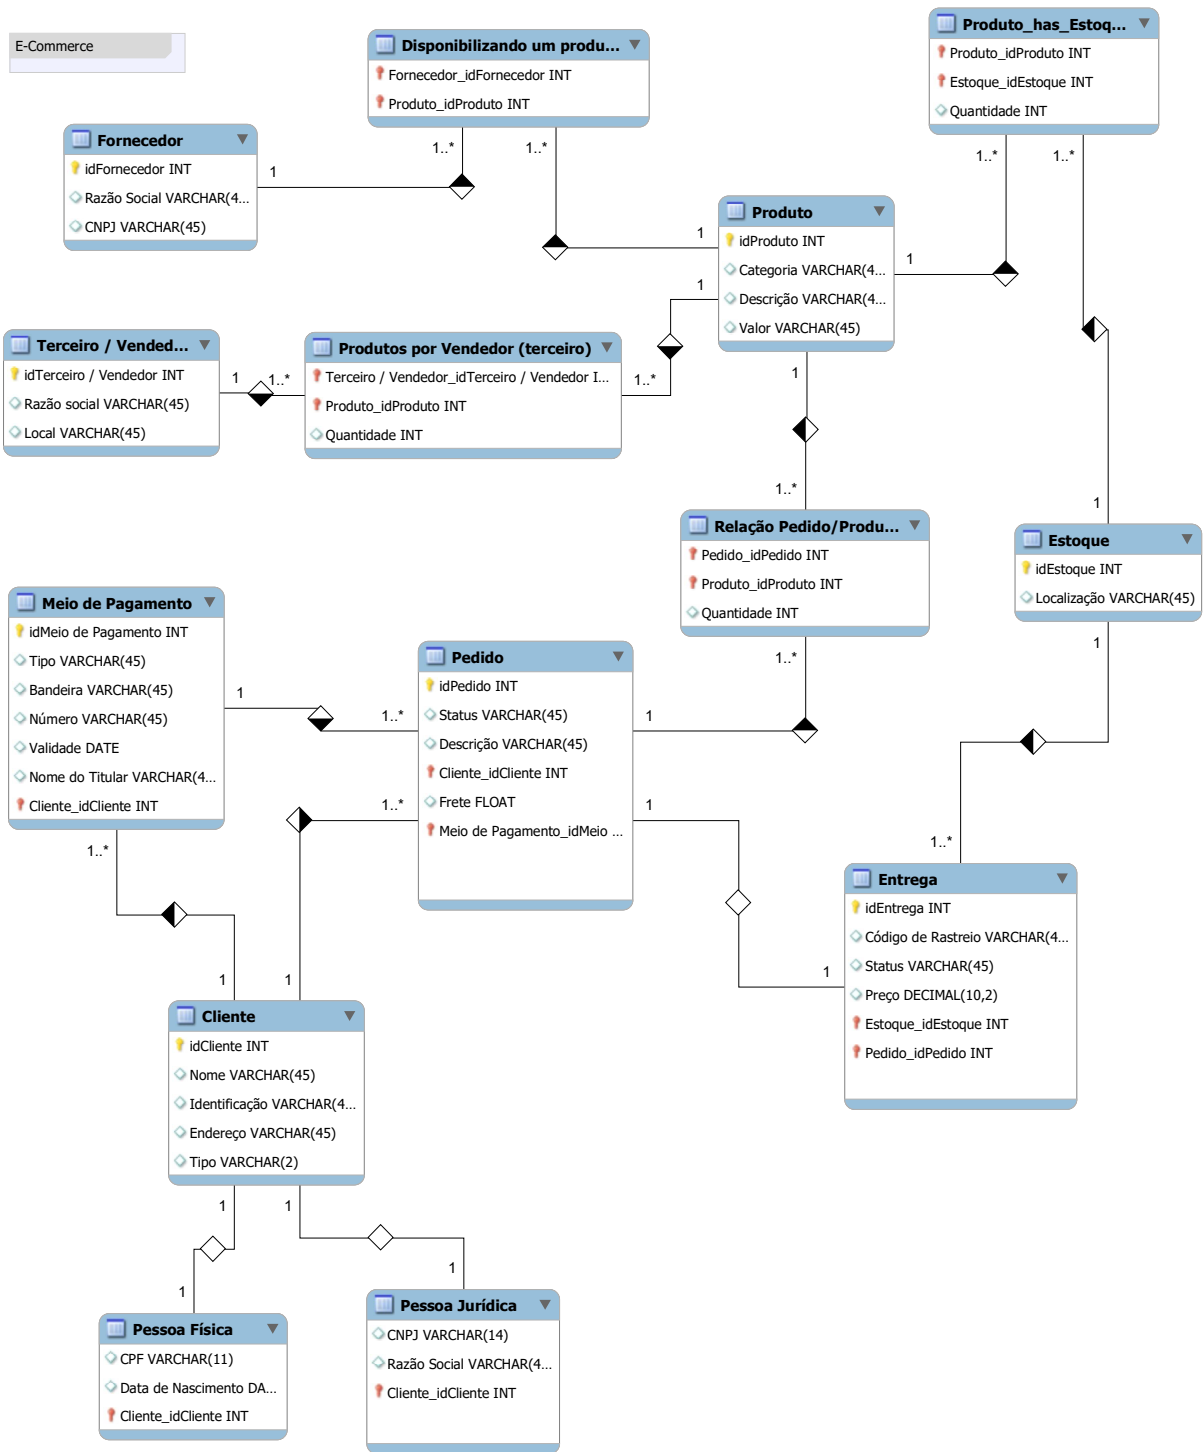 E-Commerce
Disponibilizando um produ...
Fornecedor_idFornecedor INT
Produto_idProduto INT
1..*
1..*
Produto_has_Estoq...
Produto_idProduto INT
Estoque_idEstoque INT
Quantidade INT
1..*
1..*
Fornecedor
idFornecedor INT
Razão Social VARCHAR(4...
CNPJ VARCHAR(45)
1
Produto
idProduto INT
Categoria VARCHAR(4...
Descrição VARCHAR(4...
Valor VARCHAR(45)
1
1
1
1
Terceiro / Vended...
idTerceiro / Vendedor INT
Razão social VARCHAR(45)
Local VARCHAR(45)
1
1..*
Produtos por Vendedor (terceiro)
Terceiro / Vendedor_idTerceiro / Vendedor I...
Produto_idProduto INT
Quantidade INT
1..*
1..*
Relação Pedido/Produ...
Pedido_idPedido INT
Produto_idProduto INT
Quantidade INT
1..*
1
Estoque
idEstoque INT
Localização VARCHAR(45)
1
Meio de Pagamento
idMeio de Pagamento INT
Tipo VARCHAR(45)
Bandeira VARCHAR(45)
Número VARCHAR(45)
Validade DATE
Nome do Titular VARCHAR(4...
Cliente_idCliente INT
1
1..*
Pedido
idPedido INT
Status VARCHAR(45)
Descrição VARCHAR(45)
Cliente_idCliente INT
Frete FLOAT
Meio de Pagamento_idMeio ...
1..*
1..*
1
1
1..*
Entrega
idEntrega INT
Código de Rastreio VARCHAR(4...
Status VARCHAR(45)
Preço DECIMAL(10,2)
Estoque_idEstoque INT
Pedido_idPedido INT
1
1
1
Cliente
idCliente INT
Nome VARCHAR(45)
Identificação VARCHAR(4...
Endereço VARCHAR(45)
Tipo VARCHAR(2)
1
1
1
1
Pessoa Física
CPF VARCHAR(11)
Data de Nascimento DA...
Cliente_idCliente INT
Pessoa Jurídica
CNPJ VARCHAR(14)
Razão Social VARCHAR(4...
Cliente_idCliente INT